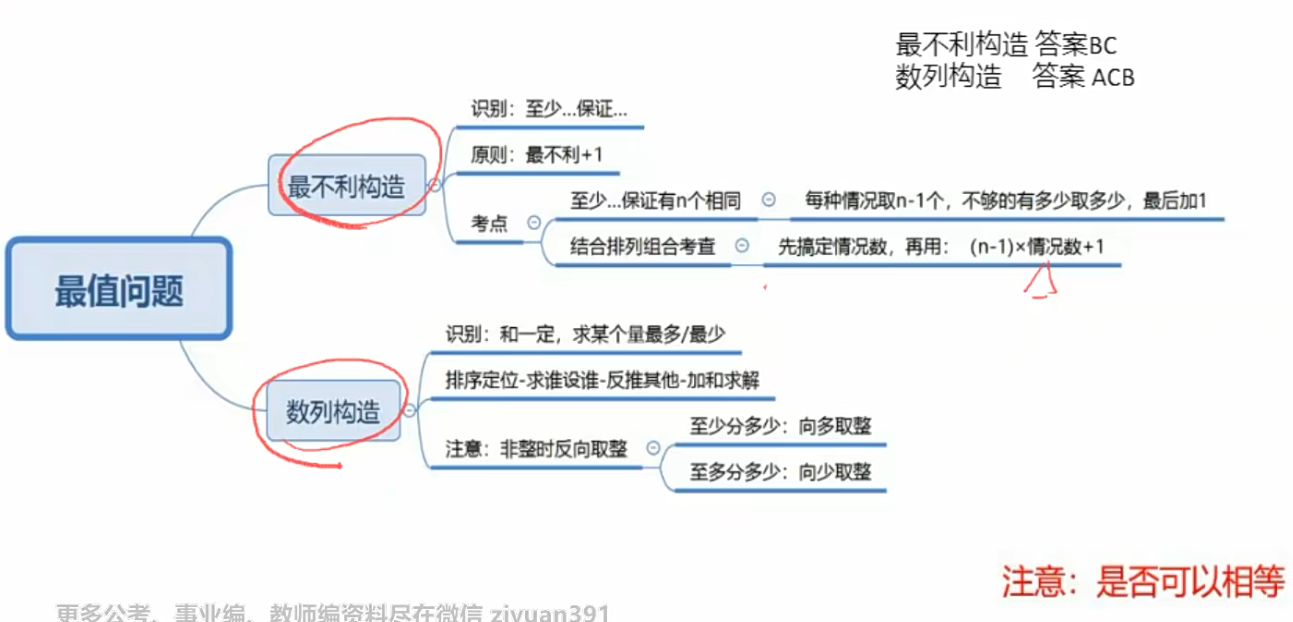 最不利构造 答案BC
数列构造 答案 ACB
识别：至少...保证...
原则：最不利+1
最不利构造
至少...保证有n个相同
每种情况取n-1个，不够的有多少取多少，最后加1
考点
结合排列组合考查
先搞定情况数，再用： (n-1)×情况数+1
最值问题
识别：和一定，求某个量最多/最少
排序定位-求谁设谁-反推其他-加和求解
数列构造
至少分多少：向多取整
注意：非整时反向取整
至多分多少：向少取整
注意：是否可以相等
更多公考、事业编、教师编资料尽在微信 ziyuan391